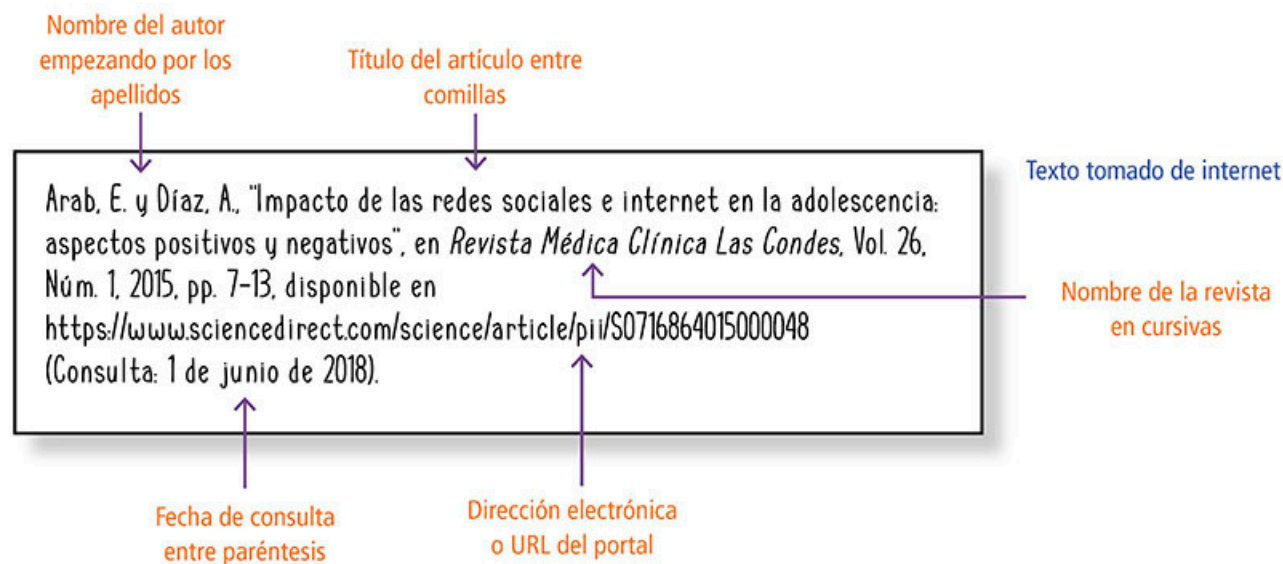 Nombre del autor
empezando por los
apellidos
Título del artículo entre
comillas
Arab, E. y Díaz, A., "Impacto de las redes sociales e internet en la adolescencia:
aspectos positivos y negativos", en Revista Médica Clínica Las Condes, Vol. 26,
Núm. 1, 2015, pp. 7-13, disponible en
https://www.sciencedirect.com/science/article/pii/S0716864015000048
(Consulta: 1 de junio de 2018).
Texto tomado de internet
Nombre de la revista
en cursivas
Fecha de consulta
entre paréntesis
Dirección electrónica
o URL del portal